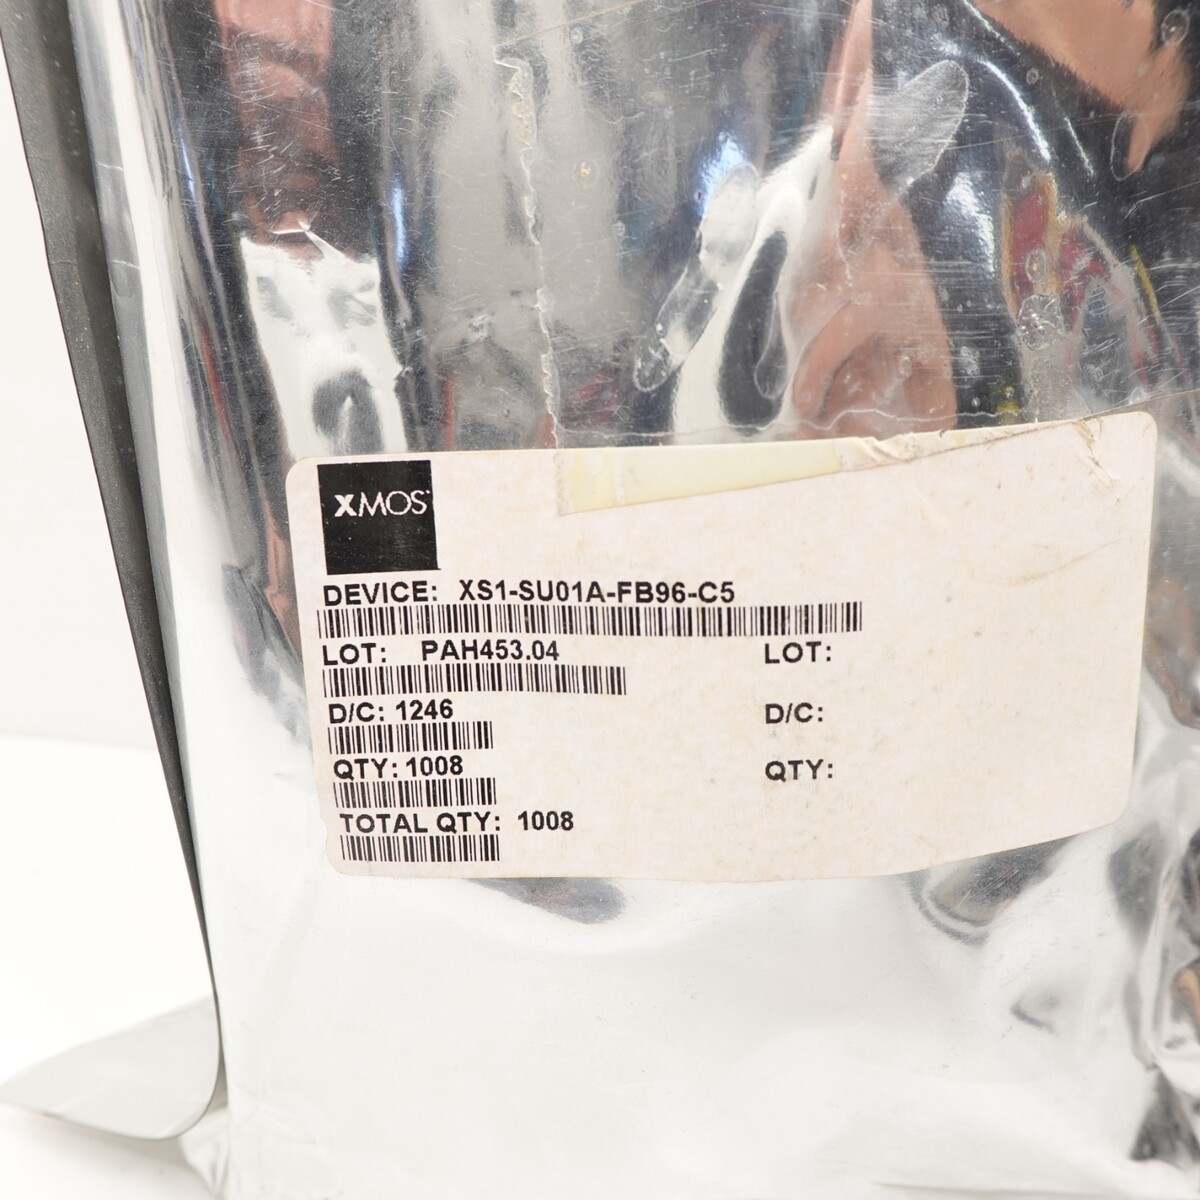 XMOS
DEVICE: XS1-SU01A-FB96-C5
LOT: PAH453.04 LOT:
D/C: 1246 D/C:
QTY: 1008 QTY:
TOTAL QTY: 1008